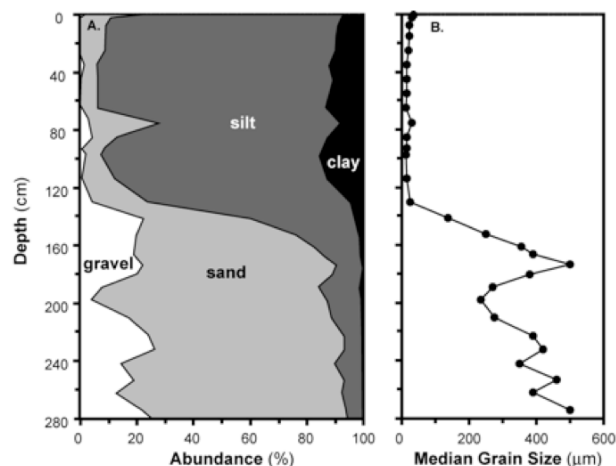 A.
B.
0
40
80
120
160
200
240
280
Depth (cm)
silt
clay
gravel
sand
0 20 40 60 80 100
Abundance (%)
0 200 400 600
Median Grain Size (μm)